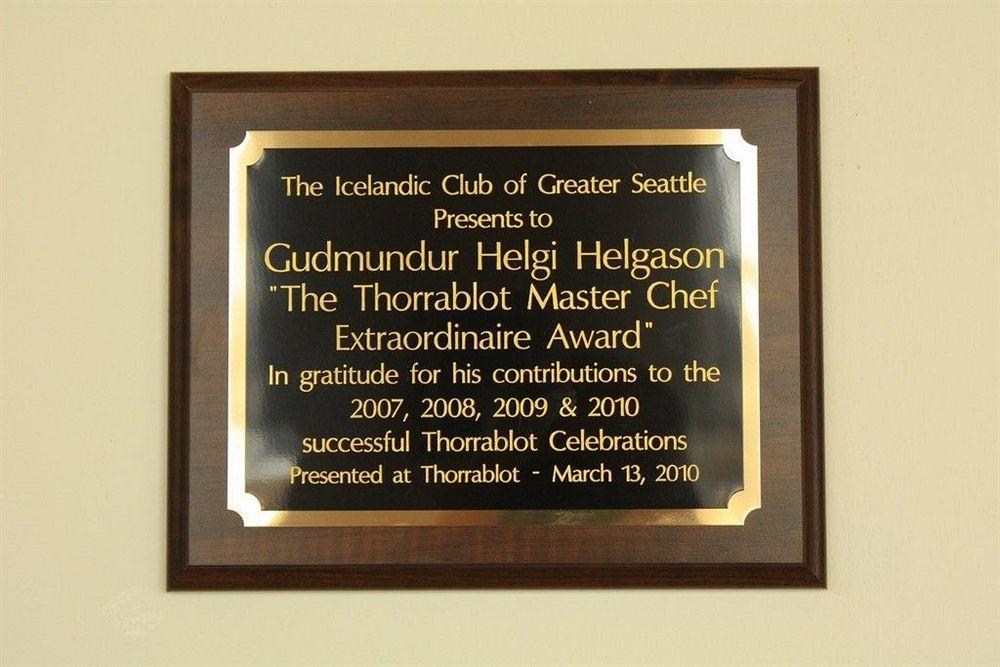 The Icelandic Club of Greater Seattle
Presents to
Gudmundur Helgi Helgason
"The Thorrablot Master Chef
Extraordinaire Award"
In gratitude for his contributions to the
2007, 2008, 2009 & 2010
successful Thorrablot Celebrations
Presented at Thorrablot - March 13, 2010